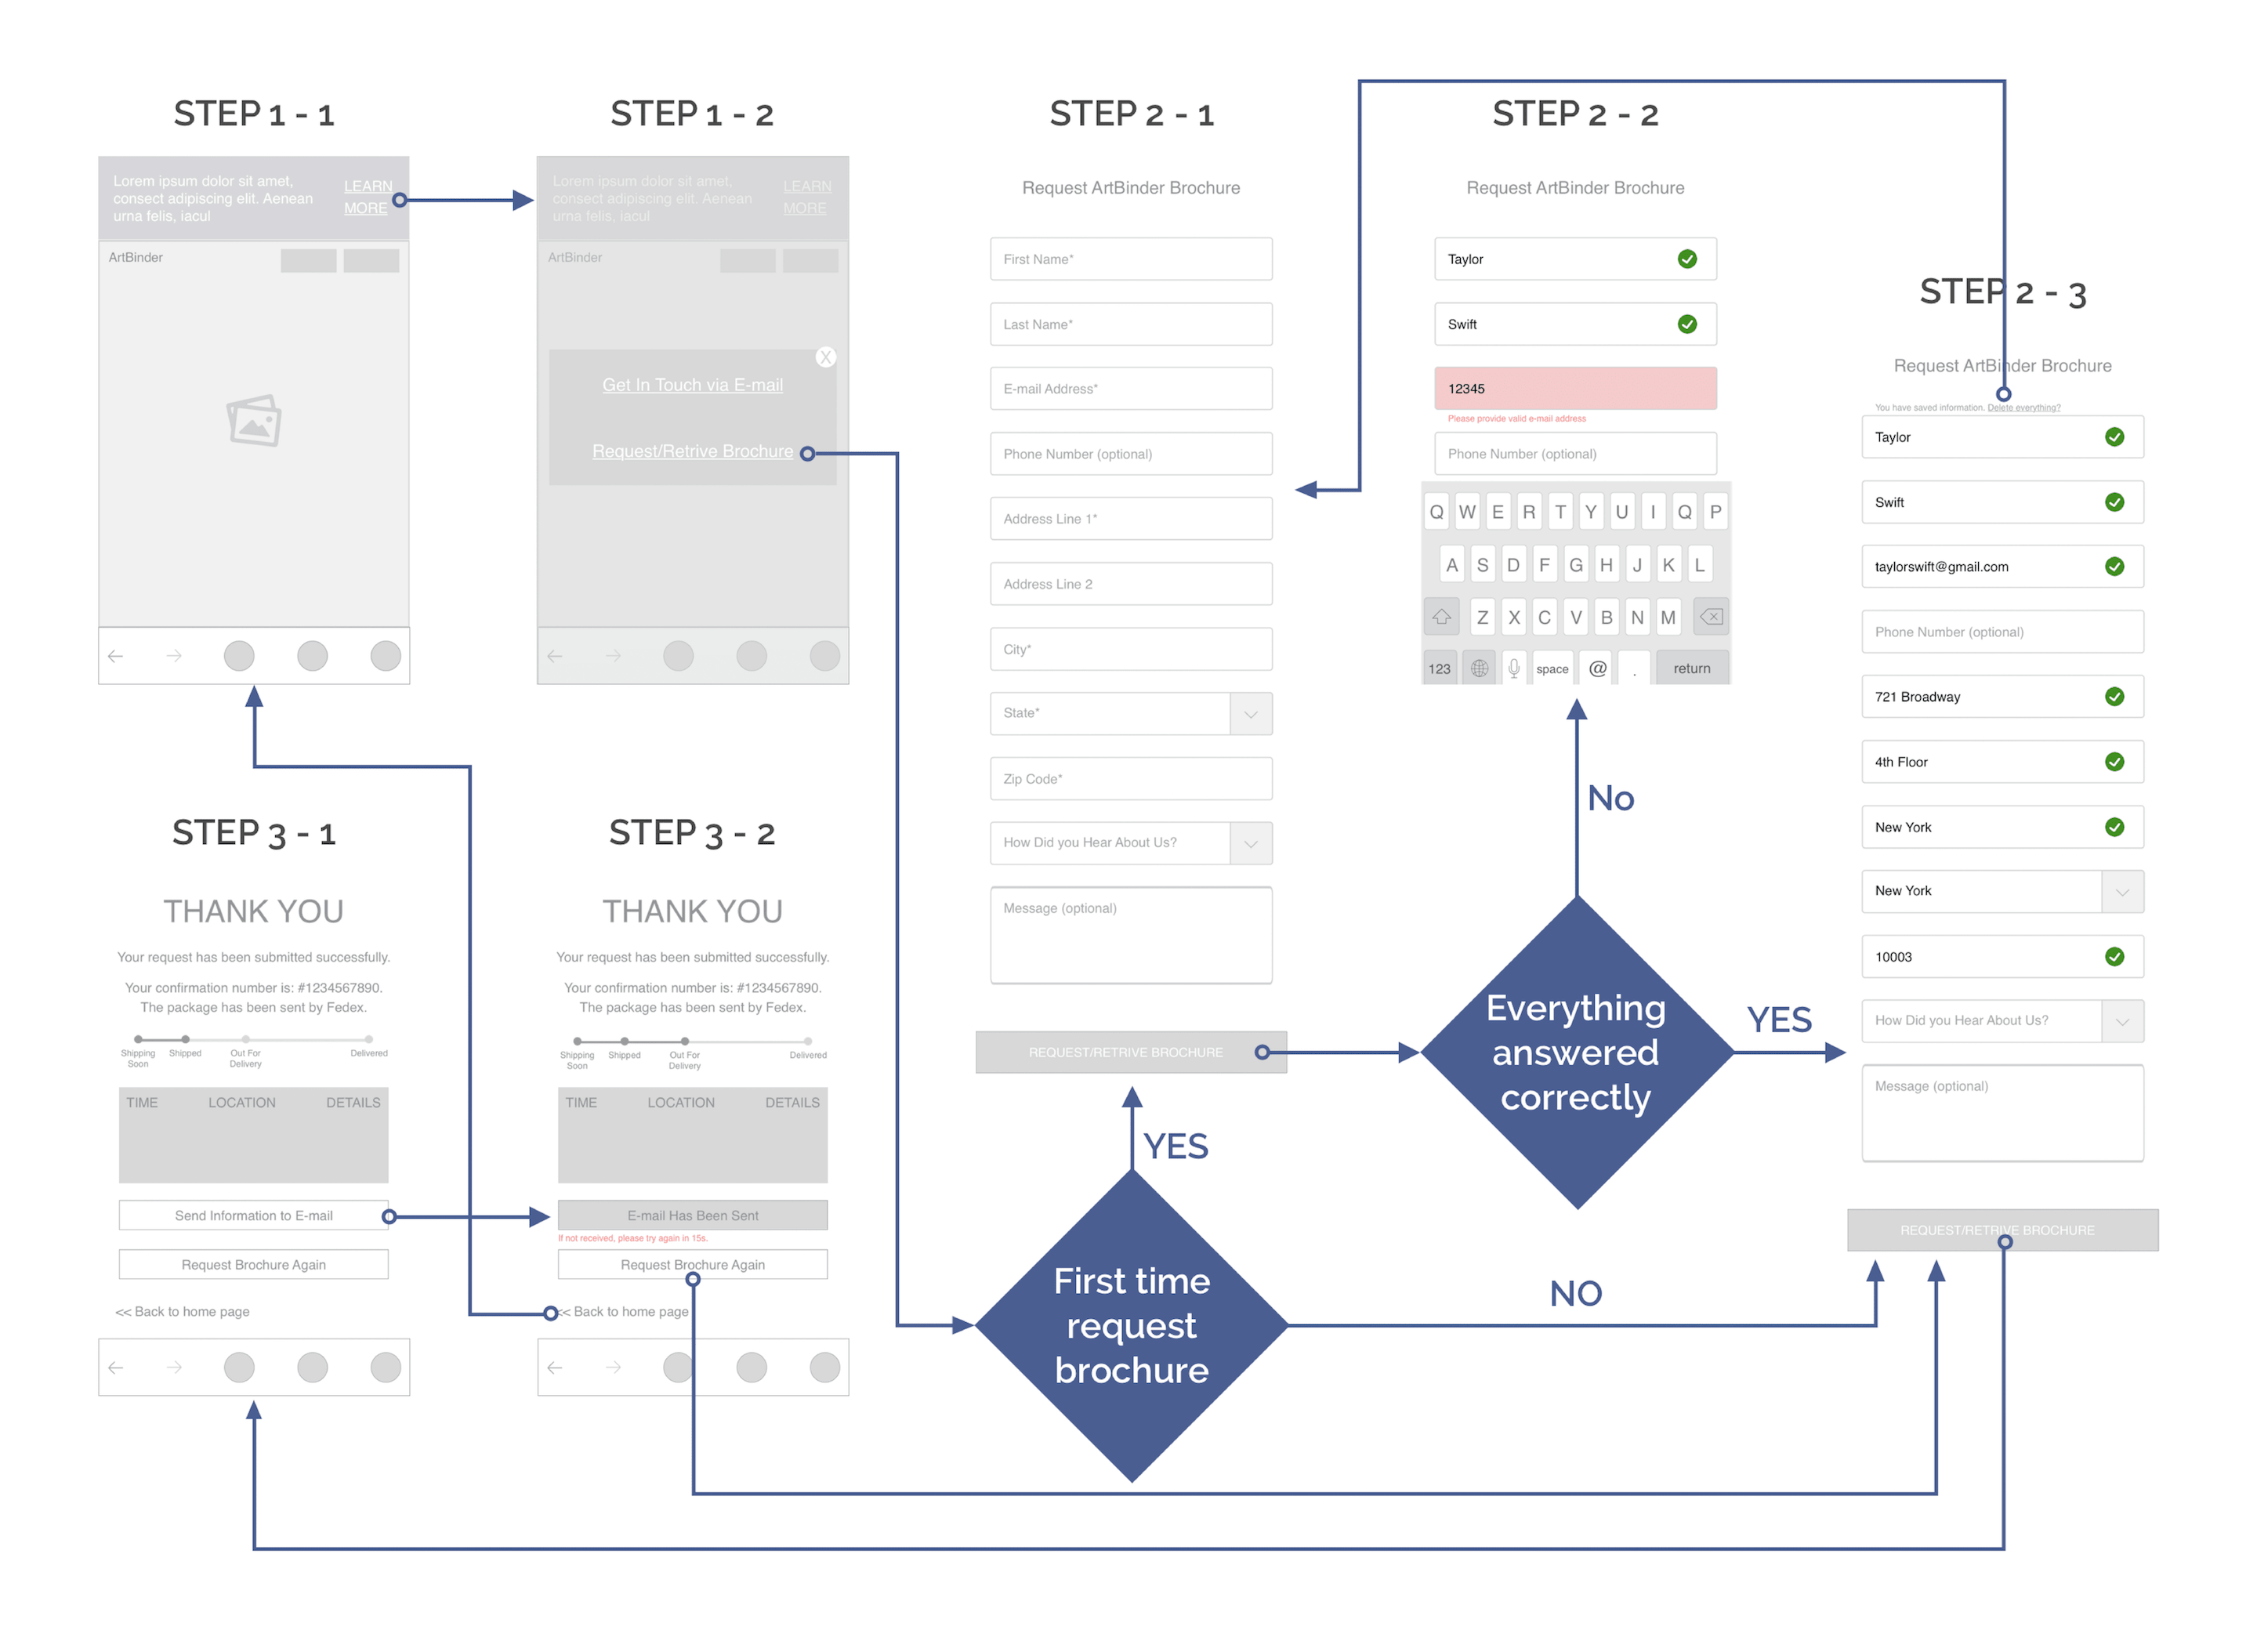 STEP 1 - 1
Lorem ipsum dolor sit amet,
consect adipiscing elit. Aenean
urna felis, iacul
LEARN
MORE
ArtBinder
STEP 1 - 2
Lorem ipsum dolor sit amet,
consect adipiscing elit. Aenean
urna felis, iacul
LEARN
MORE
ArtBinder
X
Get In Touch via E-mail
Request/Retrive Brochure
STEP 2 - 1
Request ArtBinder Brochure
First Name*
Last Name*
E-mail Address*
Phone Number (optional)
Address Line 1*
Address Line 2
City*
State*
Zip Code*
How Did you Hear About Us?
Message (optional)
REQUEST/RETRIVE BROCHURE
STEP 2 - 2
Request ArtBinder Brochure
Taylor
Swift
12345
Please provide valid e-mail address
Phone Number (optional)
Q W E R T Y U I Q P
A S D F G H J K L
Z X C V B N M
123 space @ . return
No
Everything
answered
correctly
YES
YES
First time
request
brochure
NO
STEP 2 - 3
Request ArtBinder Brochure
You have saved information. Delete everything?
Taylor
Swift
taylorswift@gmail.com
Phone Number (optional)
721 Broadway
4th Floor
New York
New York
10003
How Did you Hear About Us?
Message (optional)
REQUEST/RETRIVE BROCHURE
STEP 3 - 1
THANK YOU
Your request has been submitted successfully.
Your confirmation number is: #1234567890.
The package has been sent by Fedex.
Shipping Shipped Out For Delivered
Soon Delivery
TIME LOCATION DETAILS
Send Information to E-mail
Request Brochure Again
<< Back to home page
STEP 3 - 2
THANK YOU
Your request has been submitted successfully.
Your confirmation number is: #1234567890.
The package has been sent by Fedex.
Shipping Shipped Out For Delivered
Soon Delivery
TIME LOCATION DETAILS
E-mail Has Been Sent
If not received, please try again in 15s.
Request Brochure Again
<< Back to home page